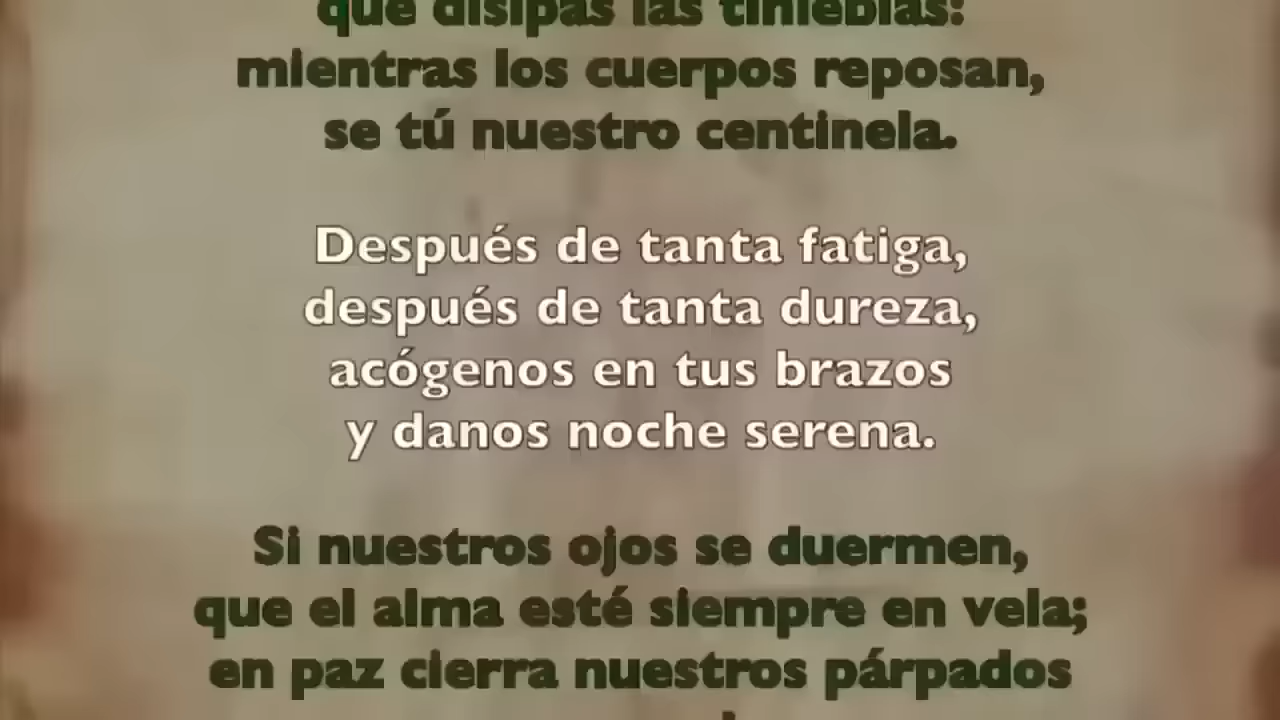 que disipas las tinieblas:
mientras los cuerpos reposan,
se tú nuestro centinela.
Después de tanta fatiga,
después de tanta dureza,
acógenos en tus brazos
y danos noche serena.
Si nuestros ojos se duermen,
que el alma esté siempre en vela;
en paz cierra nuestros párpados